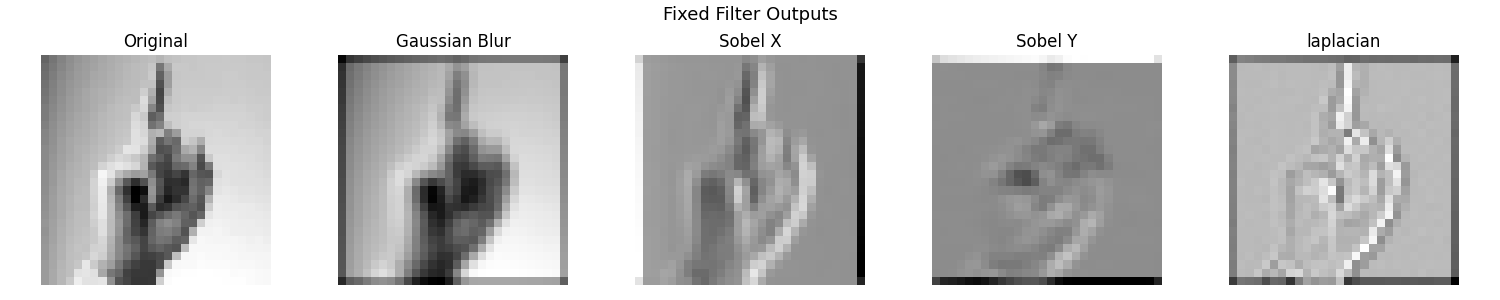 Fixed Filter Outputs
Original
Gaussian Blur
Sobel X
Sobel Y
laplacian